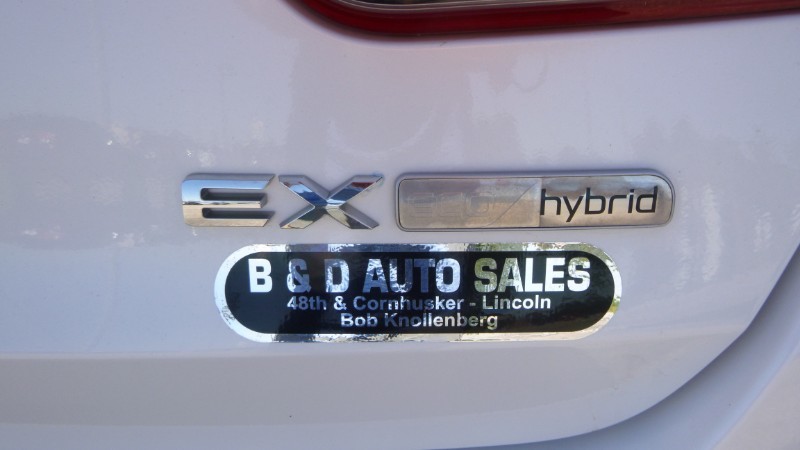 EX hybrid
B & D AUTO SALES
48th & Cornhusker - Lincoln
Bob Knollenberg